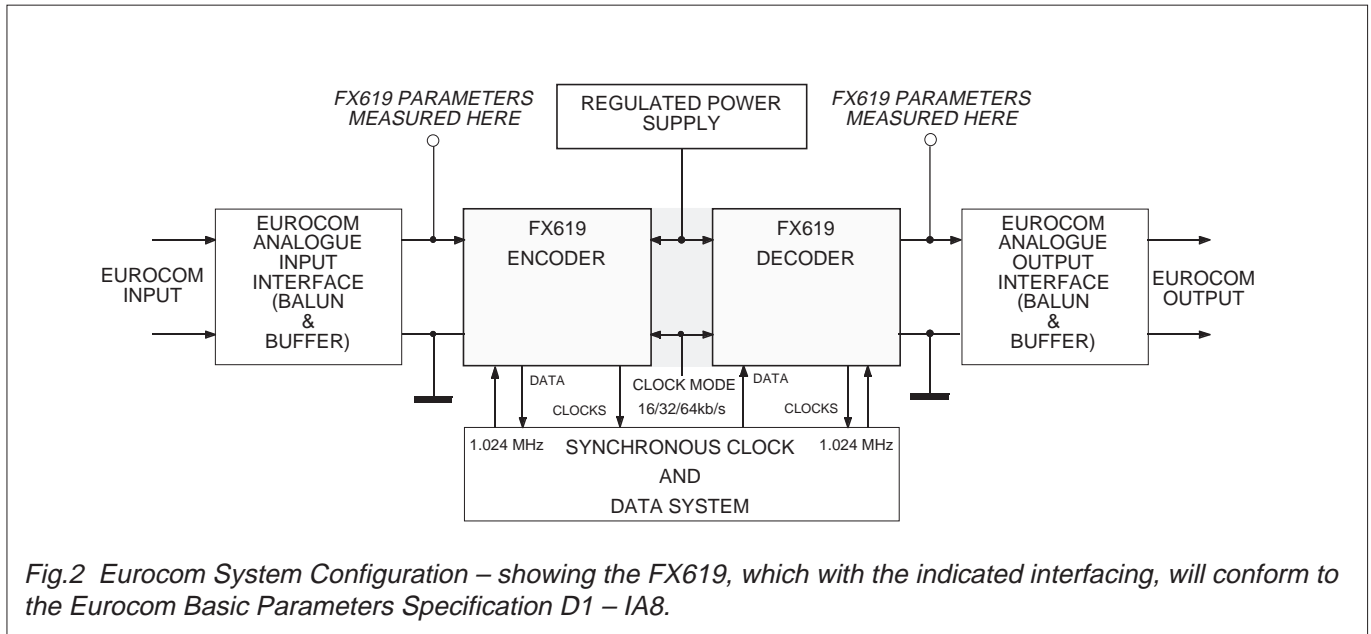 FX619 PARAMETERS
MEASURED HERE
REGULATED POWER
SUPPLY
FX619 PARAMETERS
MEASURED HERE
EUROCOM
INPUT
EUROCOM
ANALOGUE
INPUT
INTERFACE
(BALUN
&
BUFFER)
FX619
ENCODER
FX619
DECODER
EUROCOM
ANALOGUE
OUTPUT
INTERFACE
(BALUN
&
BUFFER)
EUROCOM
OUTPUT
DATA
CLOCKS
CLOCK MODE
16/32/64kb/s
DATA
CLOCKS
1.024 MHz
SYNCHRONOUS CLOCK
AND
DATA SYSTEM
1.024 MHz
Fig.2 Eurocom System Configuration – showing the FX619, which with the indicated interfacing, will conform to
the Eurocom Basic Parameters Specification D1 – IA8.